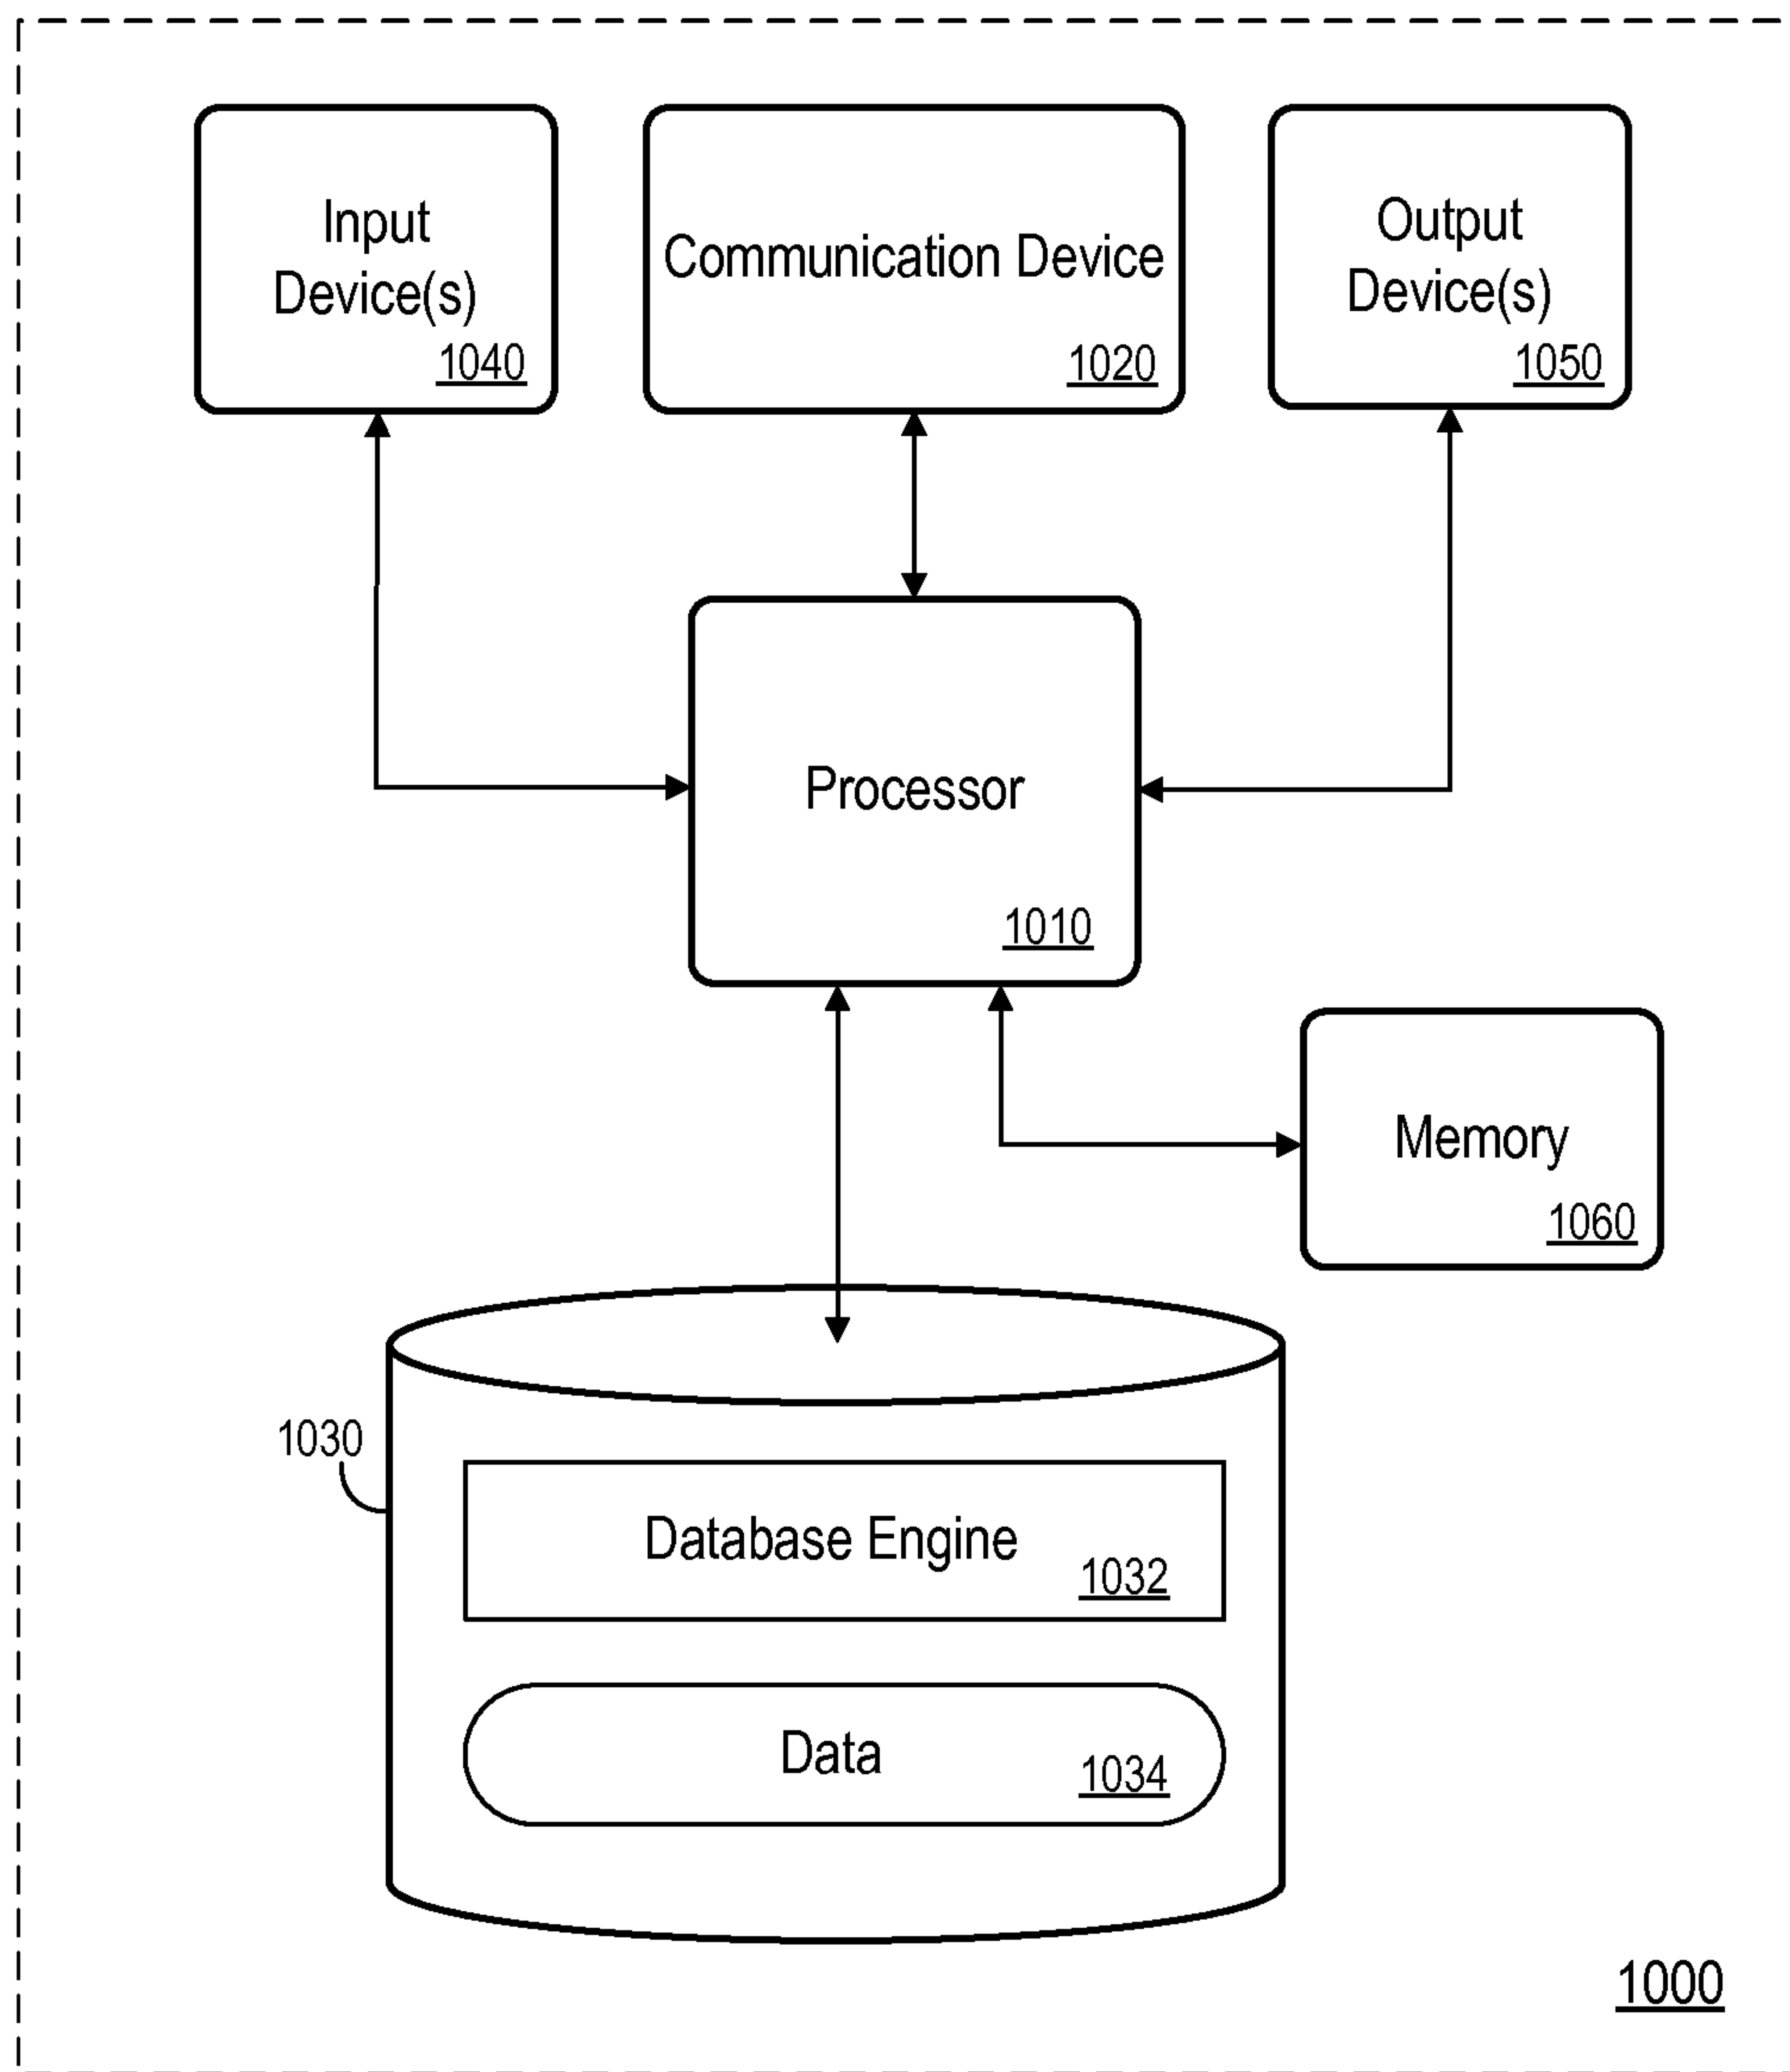 Input
Device(s)
1040
Communication Device
1020
Output
Device(s)
1050
Processor
1010
Memory
1060
1030
Database Engine
1032
Data
1034
1000